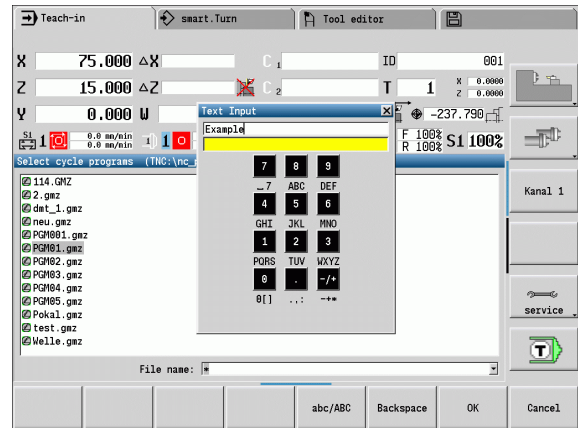 Teach-in smart.Turn Tool editor
X 75.000 △X C 1 ID 001
Z 15.000 △Z C 2 T 1 X 0.0000
Z 0.0000
Y 0.000 U -237.790
S1 1 0.0 mm/min 0.0 mm/min 1 0 F 100% R 100% S1 100%
Text Input
Example
Select cycle programs (TNC:\nc_
7 8 9
_7 ABC DEF
4 5 6
GHI JKL MNO
1 2 3
PQRS TUV WXYZ
0 . -/+
0[] .,: -+*
114.GMZ
2.gmz
dmt_1.gmz
neu.gmz
PGM001.gmz
PGM01.gmz
PGM02.gmz
PGM03.gmz
PGM04.gmz
PGM05.gmz
Pokal.gmz
test.gmz
Welle.gmz
File name: *
Kanal 1
service
T
abc/ABC Backspace OK Cancel